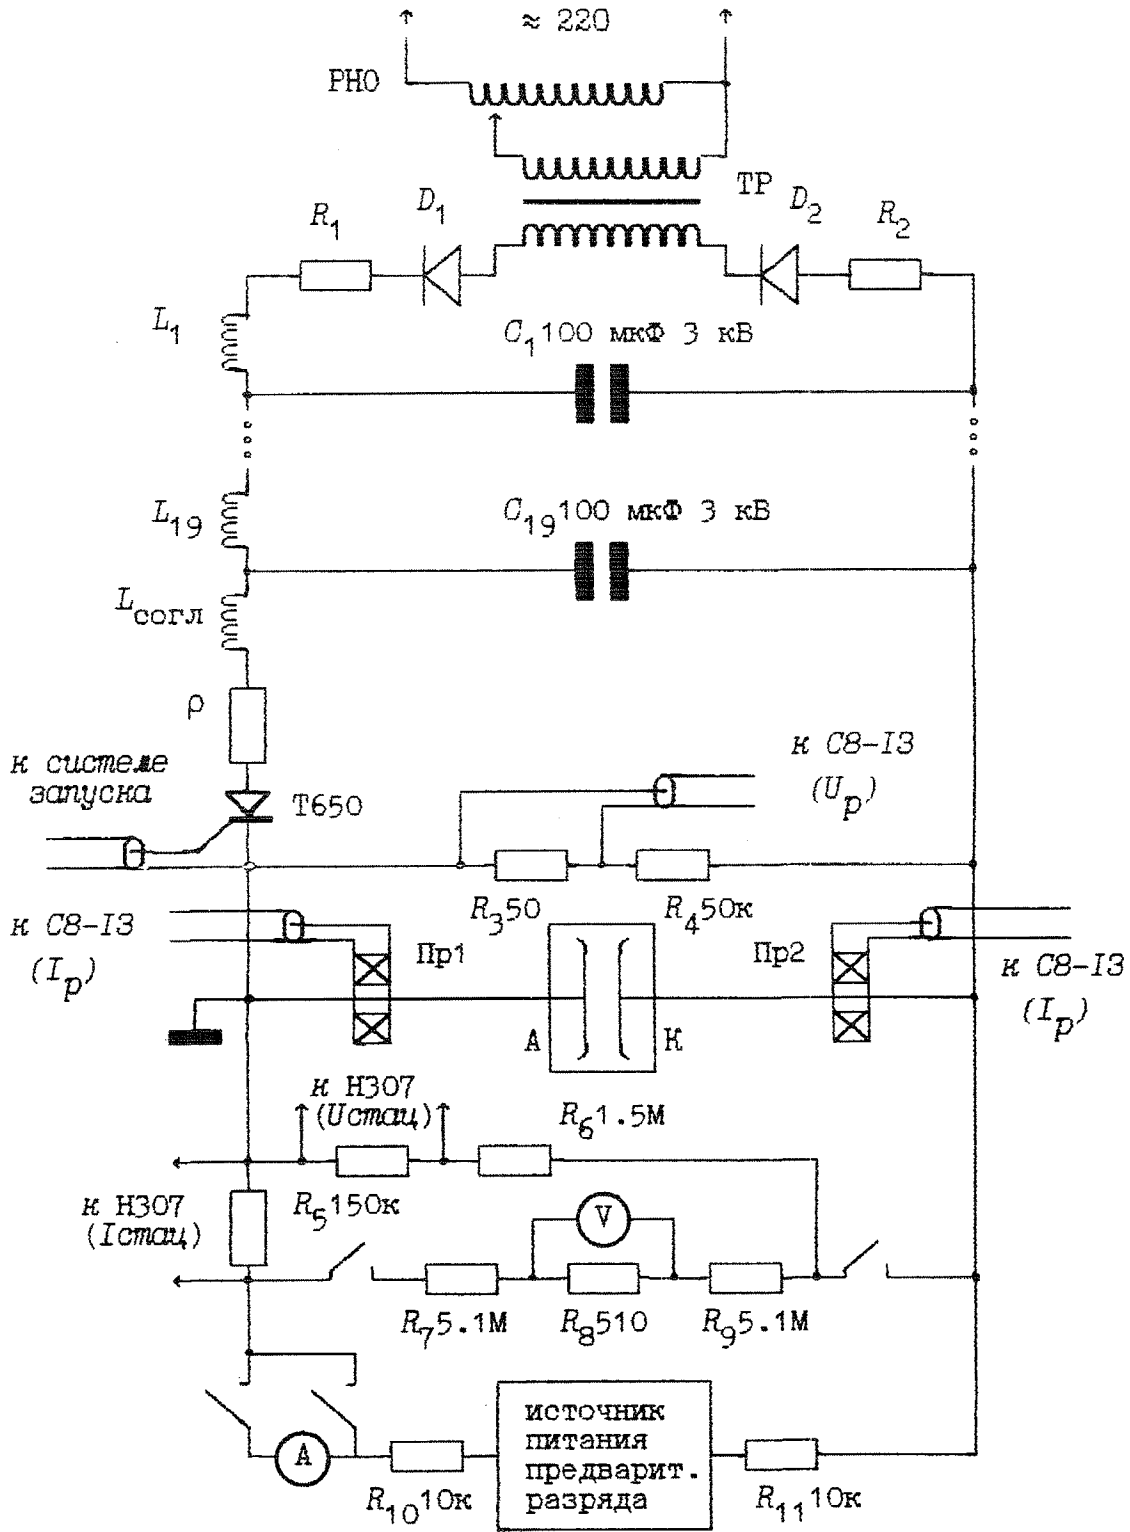 ≈ 220
РНО
ТР
R1
D1
D2
R2
L1
C1 100 мкФ 3 кВ
L19
C19 100 мкФ 3 кВ
Lсогл
ρ
к системе
запуска
Т650
к С8-I3
(Up)
R3 50
R4 50к
к С8-I3
(Ip)
Пр1
Пр2
к С8-I3
(Ip)
А
К
к Н307
(Uстац)
R6 1.5М
R5 150к
к Н307
(Iстац)
V
R7 5.1М
R8 510
R9 5.1М
А
источник
питания
предварит.
разряда
R10 10к
R11 10к